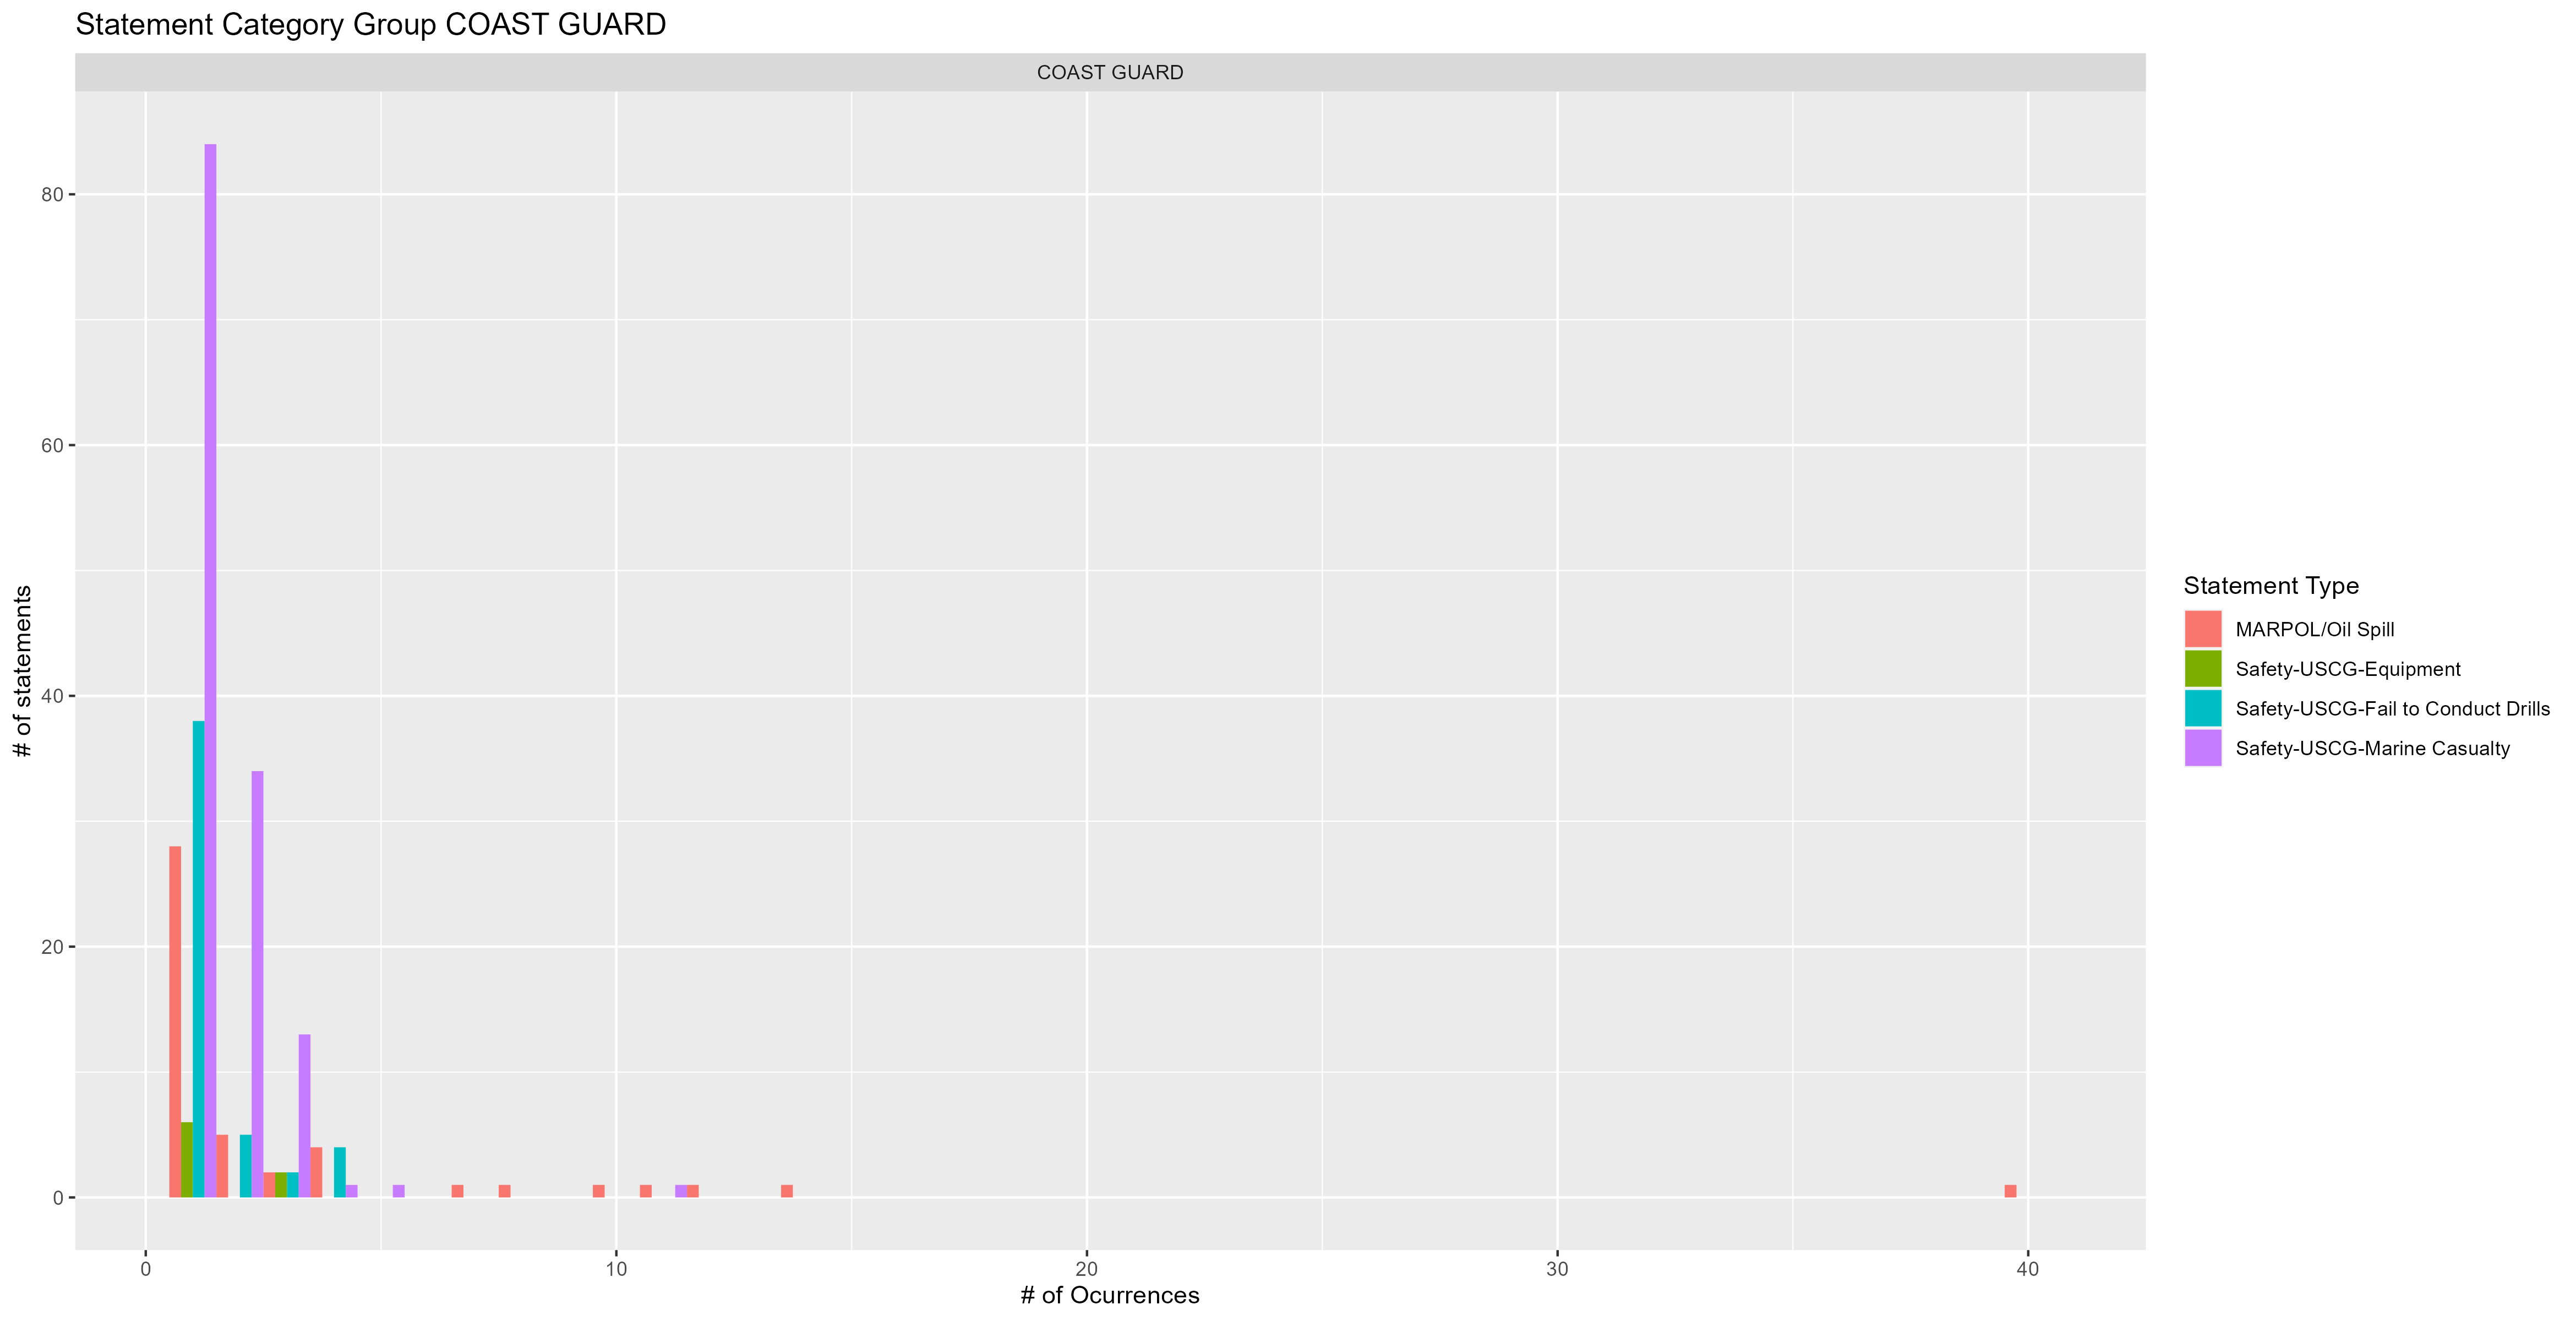 Statement Category Group COAST GUARD
COAST GUARD
80
60
40
20
0
# of statements
0 10 20 30 40
# of Ocurrences
Statement Type
MARPOL/Oil Spill
Safety-USCG-Equipment
Safety-USCG-Fail to Conduct Drills
Safety-USCG-Marine Casualty